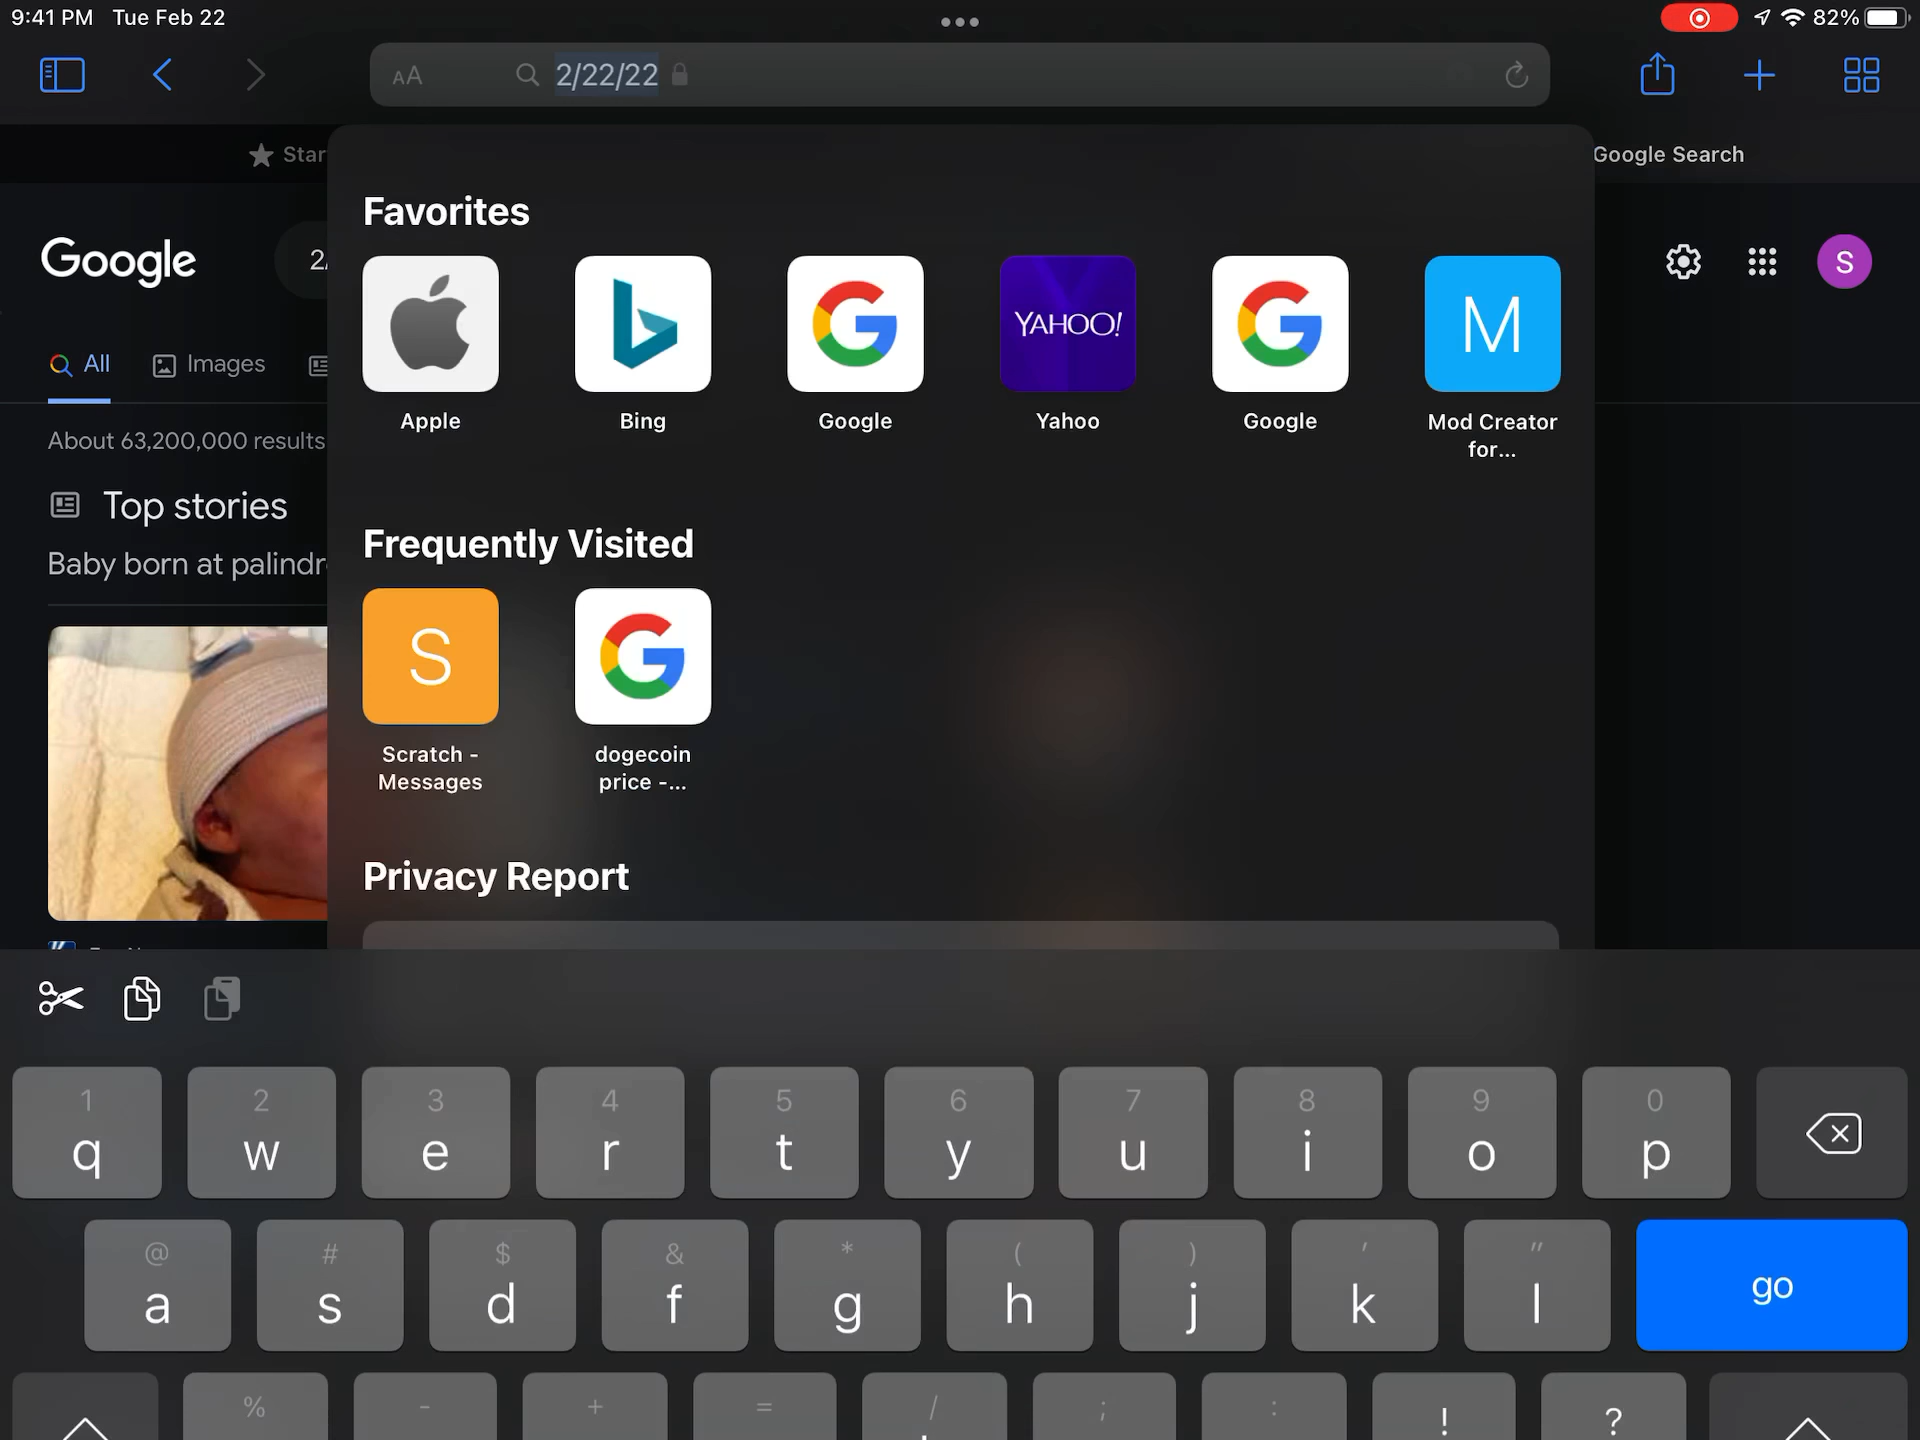 9:41 PM Tue Feb 22
82%
AA 2/22/22
Star
Google Search
Google
2/
S
All Images
About 63,200,000 results
Top stories
Baby born at palindr
Favorites
YAHOO!
M
Apple Bing Google Yahoo Google Mod Creator
for...
Frequently Visited
S
Scratch -
Messages
dogecoin
price -...
Privacy Report
1 2 3 4 5 6 7 8 9 0
q w e r t y u i o p
@ # $ & * ( ) ' "
a s d f g h j k l go
% - + = / ; : ! ?